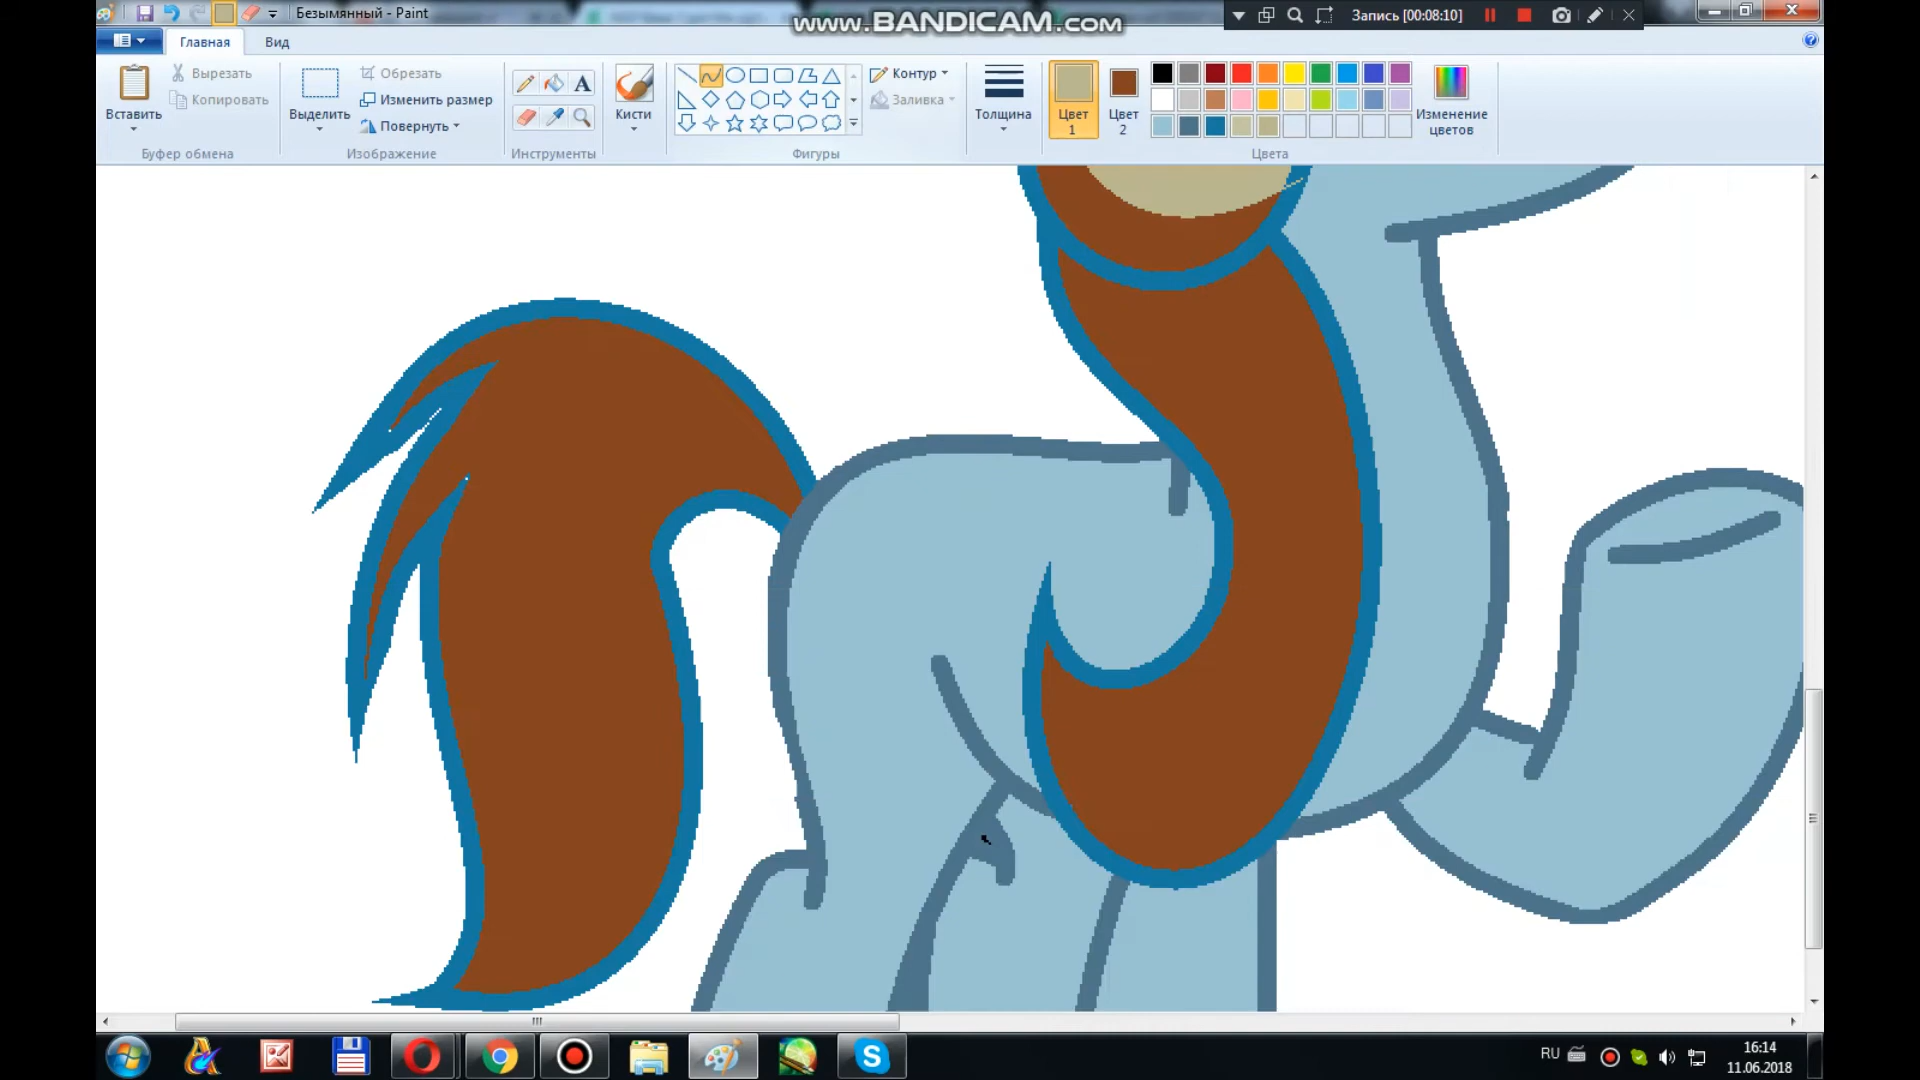 Безымянный - Paint
www.BANDICAM.com
Запись [00:08:10]
Главная
Вид
Вставить
Вырезать
Копировать
Буфер обмена
Выделить
Обрезать
Изменить размер
Повернуть
Изображение
Инструменты
Кисти
Фигуры
Контур
Заливка
Толщина
Цвет 1
Цвет 2
Цвета
Изменение цветов
RU
16:14
11.06.2018